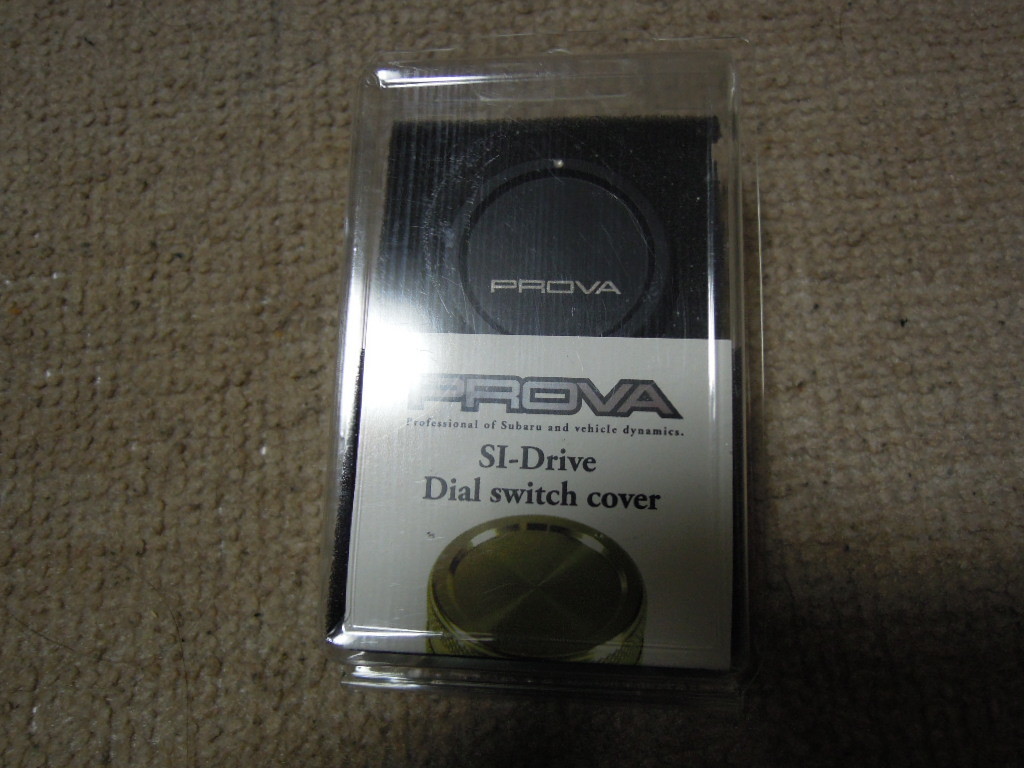 PROVA
PROVA
Professional of Subaru and vehicle dynamics.
SI-Drive
Dial switch cover